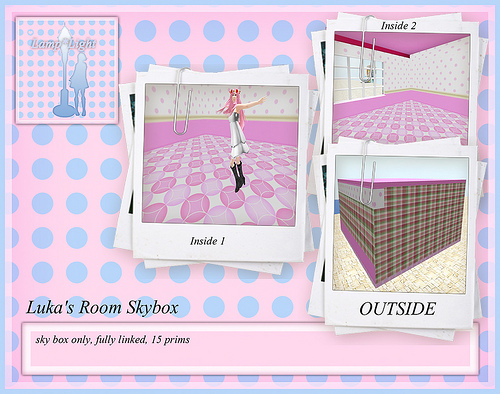 Lamp Light
Inside 2
Inside 1
Luka's Room Skybox
OUTSIDE
sky box only, fully linked, 15 prims